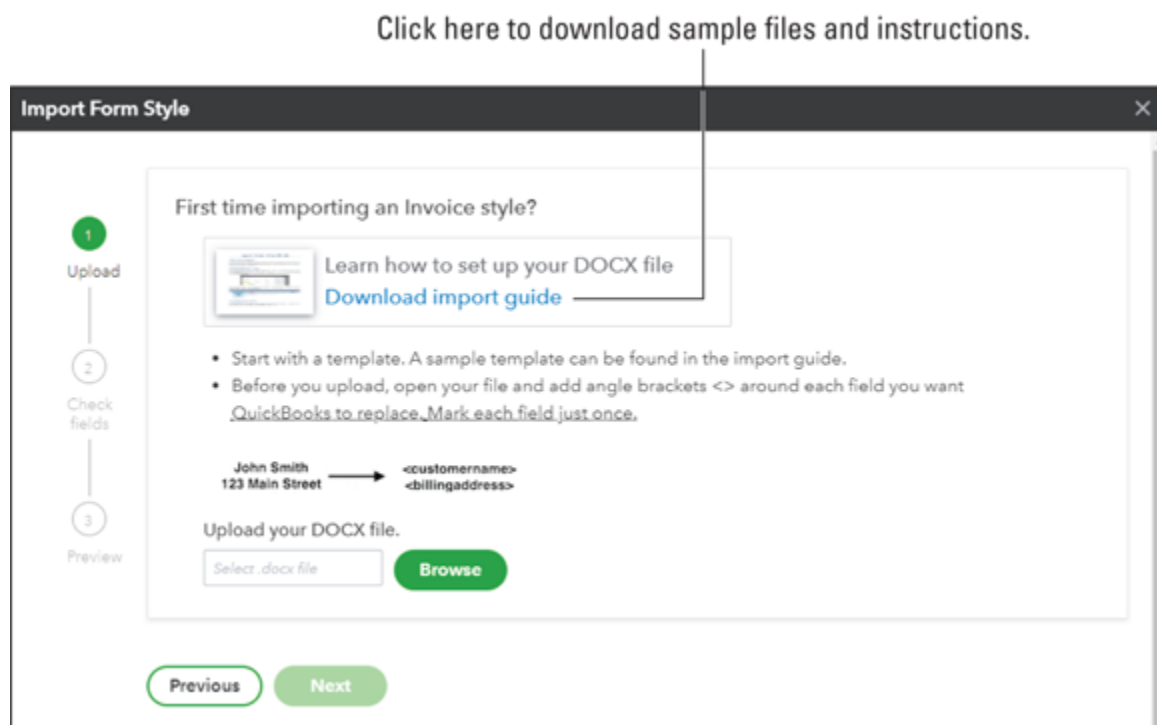 Click here to download sample files and instructions.
Import Form Style
First time importing an Invoice style?
1
Upload
Learn how to set up your DOCX file
Download import guide
• Start with a template. A sample template can be found in the import guide.
2
Check
fields
• Before you upload, open your file and add angle brackets <> around each field you want
QuickBooks to replace. Mark each field just once.
John Smith
123 Main Street
<customername>
<billingaddress>
3
Preview
Upload your DOCX file.
Select .docx file
Browse
Previous
Next